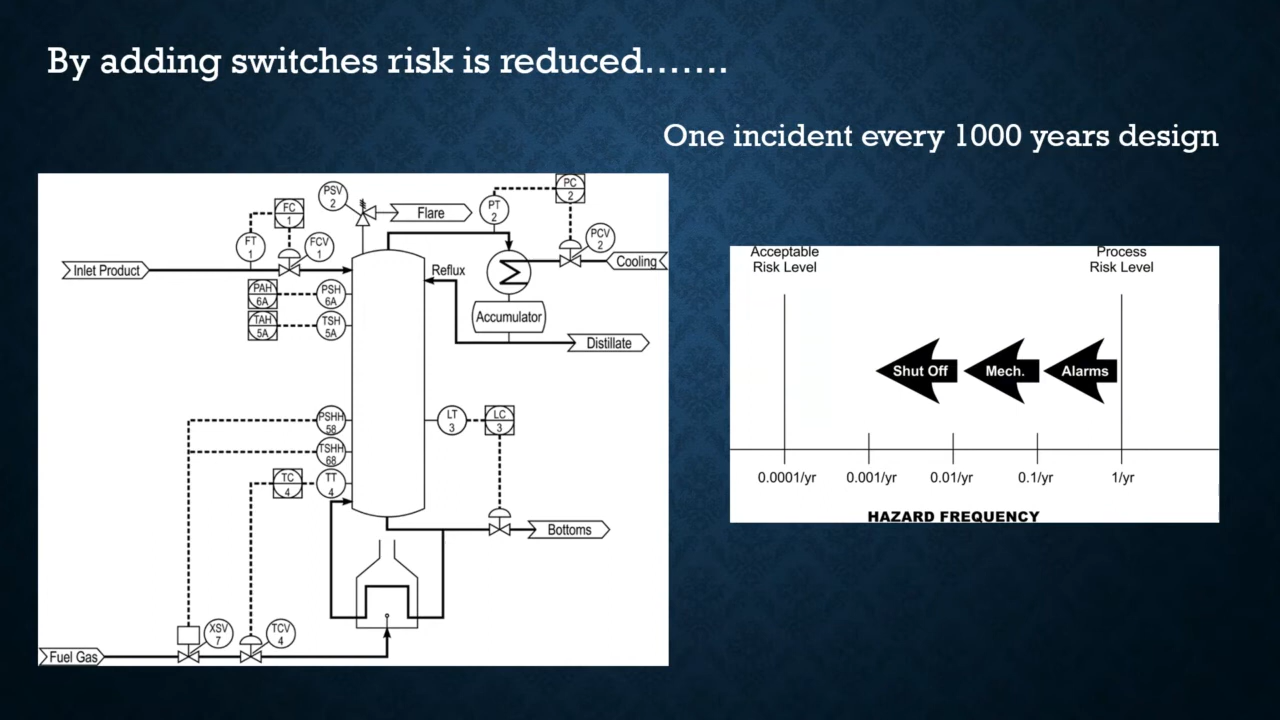 By adding switches risk is reduced…….
One incident every 1000 years design
PSV
2
FC
1
Flare
PT
2
PC
2
FT
1
FCV
1
PCV
2
Inlet Product
Reflux
Cooling
PAH
6A
PSH
6A
TAH
5A
TSH
5A
Accumulator
Distillate
PSHH
58
LT
3
LC
3
TSHH
68
TC
4
TT
4
Bottoms
XSV
7
TCV
4
Fuel Gas
Acceptable
Risk Level
Process
Risk Level
Shut Off
Mech.
Alarms
0.0001/yr
0.001/yr
0.01/yr
0.1/yr
1/yr
HAZARD FREQUENCY